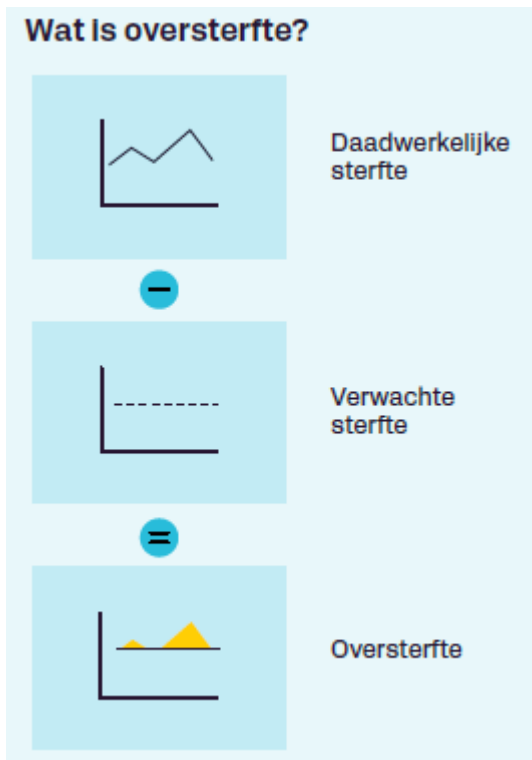 Wat is oversterfte?
Daadwerkelijke
sterfte
Verwachte
sterfte
Oversterfte